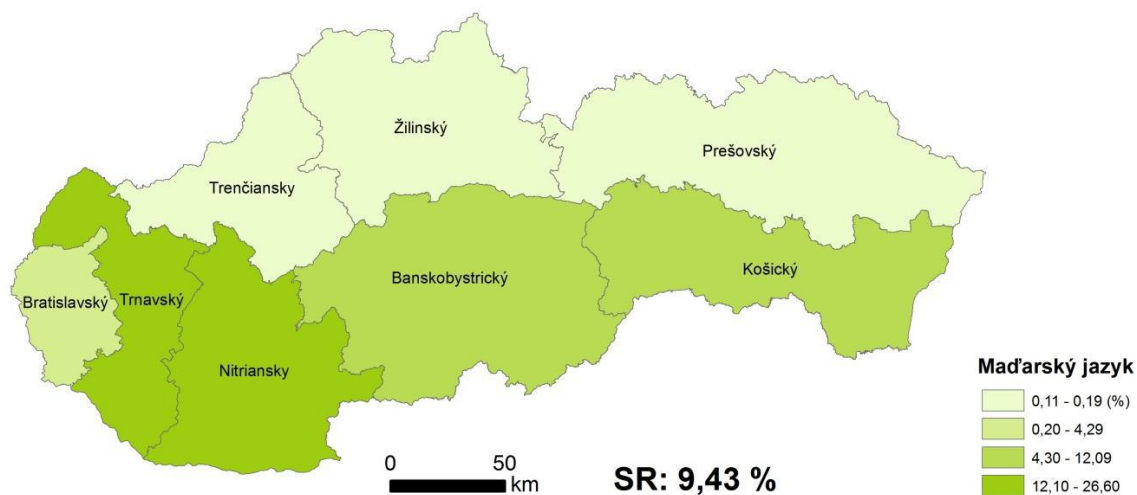 Žilinský
Prešovský
Trenčiansky
Košický
Banskobystrický
Bratislavský
Trnavský
Nitriansky
Maďarský jazyk
0,11 - 0,19 (%)
0,20 - 4,29
4,30 - 12,09
12,10 - 26,60
0 50
km
SR: 9,43 %